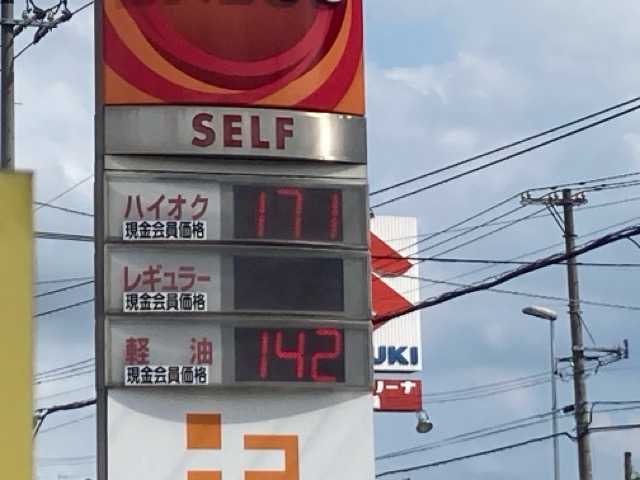 SELF
ハイオク
現金会員価格
171
レギュラー
現金会員価格
軽 油
現金会員価格
142
UKI